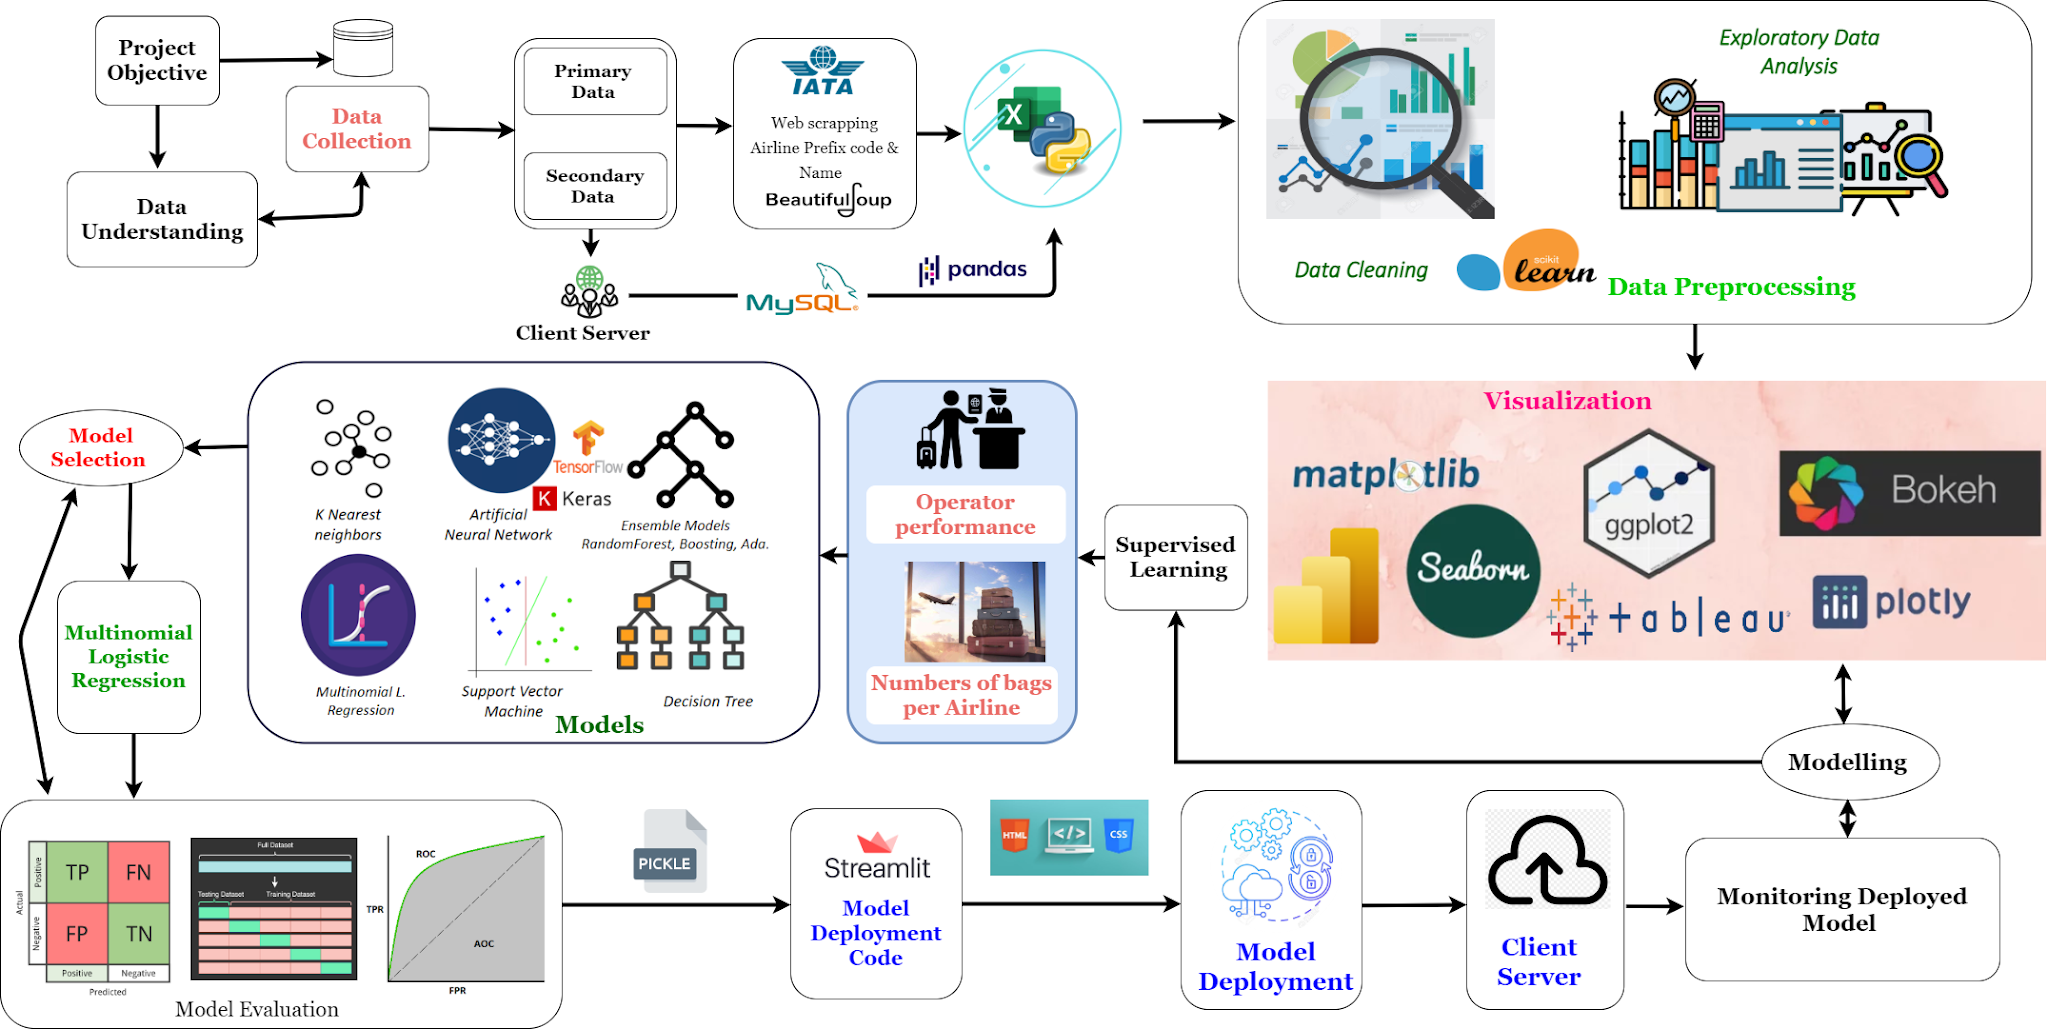 Project
Objective
Data
Collection
Data
Understanding
Primary
Data
Secondary
Data
Client Server
IATA
Web scrapping
Airline Prefix code &
Name
BeautifulSoup
X
MySQL
pandas
Exploratory Data
Analysis
Data Cleaning
scikit
learn
Data Preprocessing
Visualization
matplotlib
ggplot2
Bokeh
Seaborn
+ableau
plotly
Modelling
Supervised
Learning
Operator
performance
Numbers of bags
per Airline
TensorFlow
K Keras
K Nearest
neighbors
Artificial
Neural Network
Ensemble Models
RandomForest, Boosting, Ada.
Multinomial L.
Regression
Support Vector
Machine
Decision Tree
Models
Model
Selection
Multinomial
Logistic
Regression
Actual
Positive
Negative
TP
FN
FP
TN
Positive
Negative
Predicted
Full Dataset
Testing Dataset
Training Dataset
ROC
TPR
AOC
FPR
Model Evaluation
PICKLE
Streamlit
Model
Deployment
Code
HTML
</>
CSS
Model
Deployment
Client
Server
Monitoring Deployed
Model